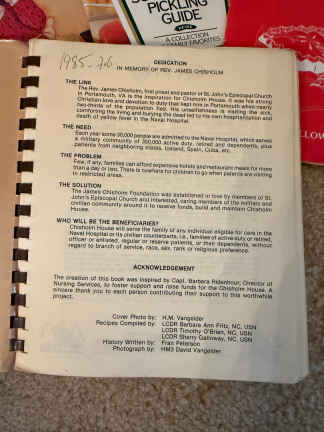 PICKLING
GUIDE
A COLLECTION
FAMILY FAVORITES
1985-86
DEDICATION
IN MEMORY OF REV. JAMES CHISHOLM
THE LINK
The Rev. James Chisholm, first priest and pastor of St. John's Episcopal Church
in Portsmouth, VA is the inspiration for Chisholm House. It was his strong
Christian love and devotion to duty that kept him in Portsmouth when nearly
two-thirds of the population fled. His unselfishness in visiting the sick,
comforting the living and burying the dead led to his own hospitalization and
death of yellow fever in the Naval Hospital.
THE NEED
Each year some 30,000 people are admitted to the Naval Hospital, which serves
a military community of 350,000 active duty, retired and dependents, plus
patients from neighboring states, Iceland, Spain, Cuba, etc.
THE PROBLEM
Few, if any, families can afford expensive hotels and restaurant meals for more
than a day or two. There is nowhere for children to go when parents are visiting
in restricted areas.
THE SOLUTION
The James Chisholm Foundation was established in love by members of St.
John's Episcopal Church and interested, caring members of the military and
civilian community around it to receive funds, build and maintain Chisholm
House.
WHO WILL BE THE BENEFICIARIES?
Chisholm House will serve the family of any individual eligible for care in the
Naval Hospital or its civilian counterparts, i.e., families of active duty or retired,
officer or enlisted, regular or reserve patients, or their dependents, without
regard to branch of service, race, sex, rank or religious preference.
ACKNOWLEDGEMENT
The creation of this book was inspired by Capt. Barbara Ridenhour, Director of
Nursing Services, to foster support and raise funds for the Chisholm House. A
sincere thank you to each person contributing their support to this worthwhile
project.
Cover Photo by: H.M. Vangelder
Recipes Compiled by: LCDR Barbara Ann Fritz, NC, USN
LCDR Timothy O'Brien, NC, USN
LCDR Sherry Galloway, NC, USN
History Written by: Fran Peterson
Photograph by: HM3 David Vangelder